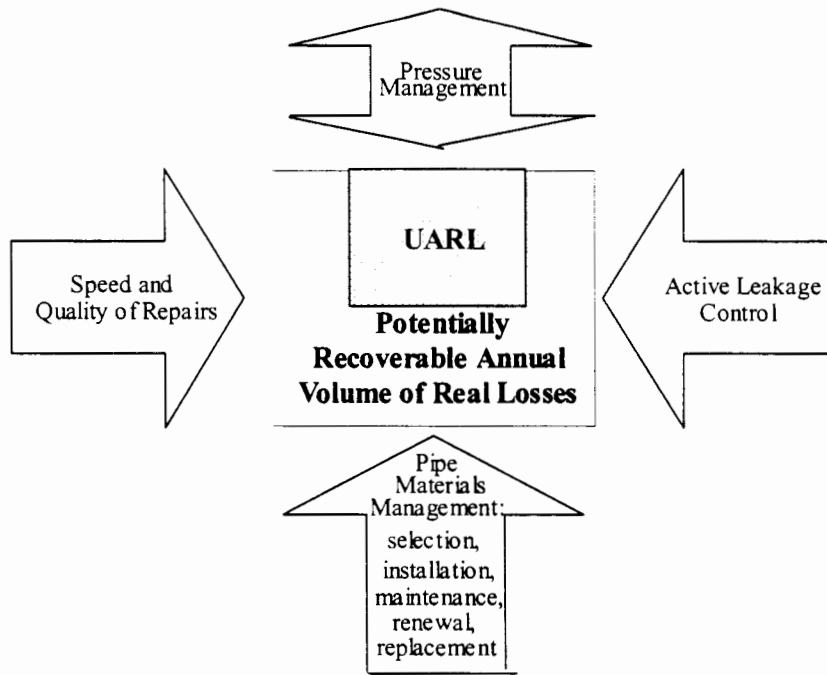 Pressure
Management
UARL
Speed and
Quality of Repairs
Active Leakage
Control
Potentially
Recoverable Annual
Volume of Real Losses
Pipe
Materials
Management:
selection,
installation,
maintenance,
renewal,
replacement